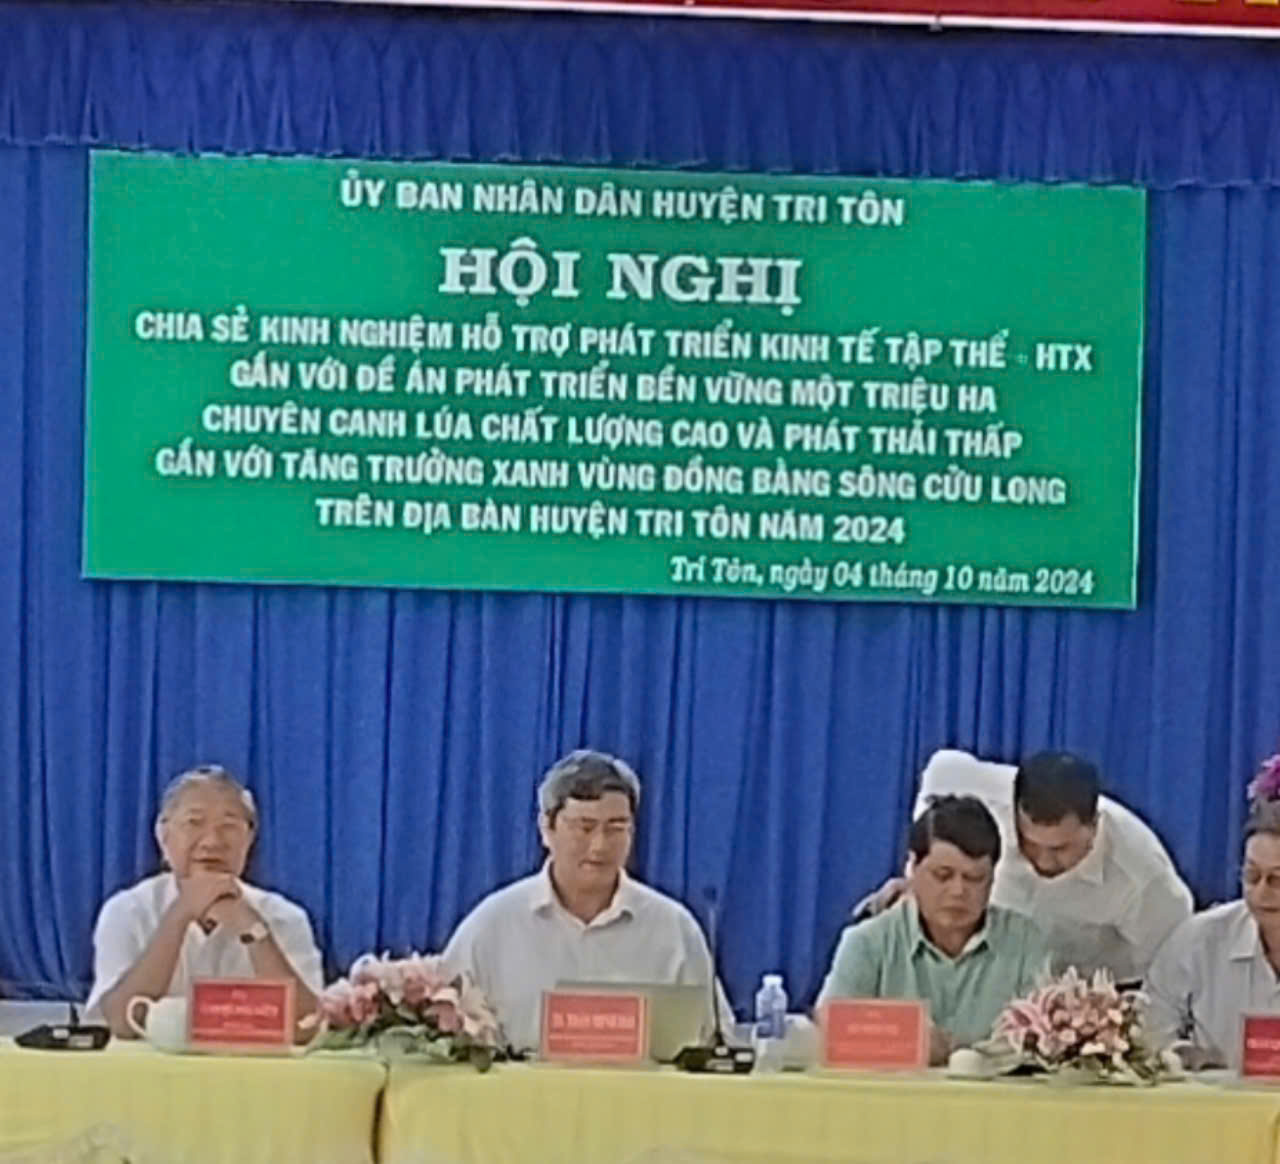 ỦY BAN NHÂN DÂN HUYỆN TRI TÔN
HỘI NGHỊ
CHIA SẺ KINH NGHIỆM HỖ TRỢ PHÁT TRIỂN KINH TẾ TẬP THỂ - HTX
GẮN VỚI ĐỀ ÁN PHÁT TRIỂN BỀN VỮNG MỘT TRIỆU HA
CHUYÊN CANH LÚA CHẤT LƯỢNG CAO VÀ PHÁT THẢI THẤP
GẮN VỚI TĂNG TRƯỞNG XANH VÙNG ĐỒNG BẰNG SÔNG CỬU LONG
TRÊN ĐỊA BÀN HUYỆN TRI TÔN NĂM 2024
Tri Tôn, ngày 04 tháng 10 năm 2024